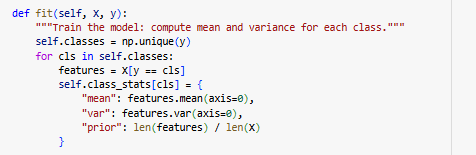 def fit(self, X, y):
    """Train the model: compute mean and variance for each class."""
    self.classes = np.unique(y)
    for cls in self.classes:
        features = X[y == cls]
        self.class_stats[cls] = {
            "mean": features.mean(axis=0),
            "var": features.var(axis=0),
            "prior": len(features) / len(X)
        }